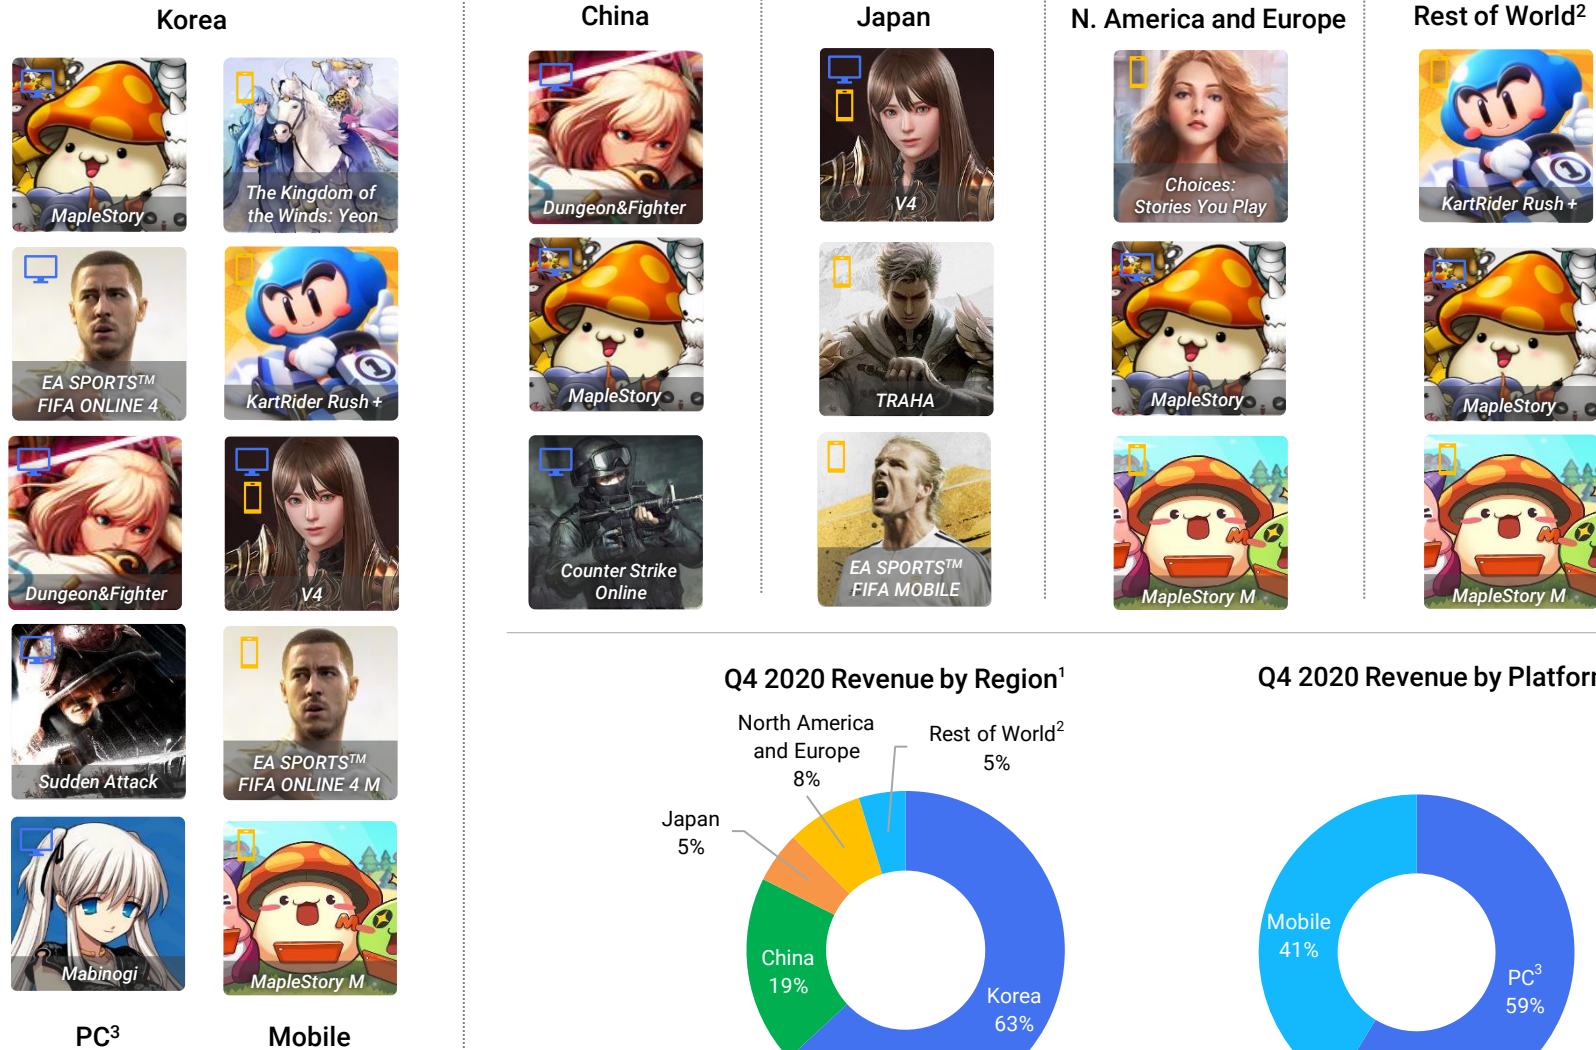 Korea
China
Japan
N. America and Europe
Rest of World²
MapleStory
The Kingdom of
the Winds: Yeon
EA SPORTS™
FIFA ONLINE 4
KartRider Rush +
Dungeon&Fighter
V4
Sudden Attack
EA SPORTS™
FIFA ONLINE 4 M
Mabinogi
MapleStory M
PC³
Mobile
Dungeon&Fighter
MapleStory
Counter Strike
Online
V4
TRAHA
EA SPORTS™
FIFA MOBILE
Choices:
Stories You Play
MapleStory
MapleStory M
KartRider Rush +
MapleStory
MapleStory M
Q4 2020 Revenue by Region¹
North America
and Europe
8%
Rest of World²
5%
Japan
5%
China
19%
Korea
63%
Q4 2020 Revenue by Platfor
Mobile
41%
PC³
59%